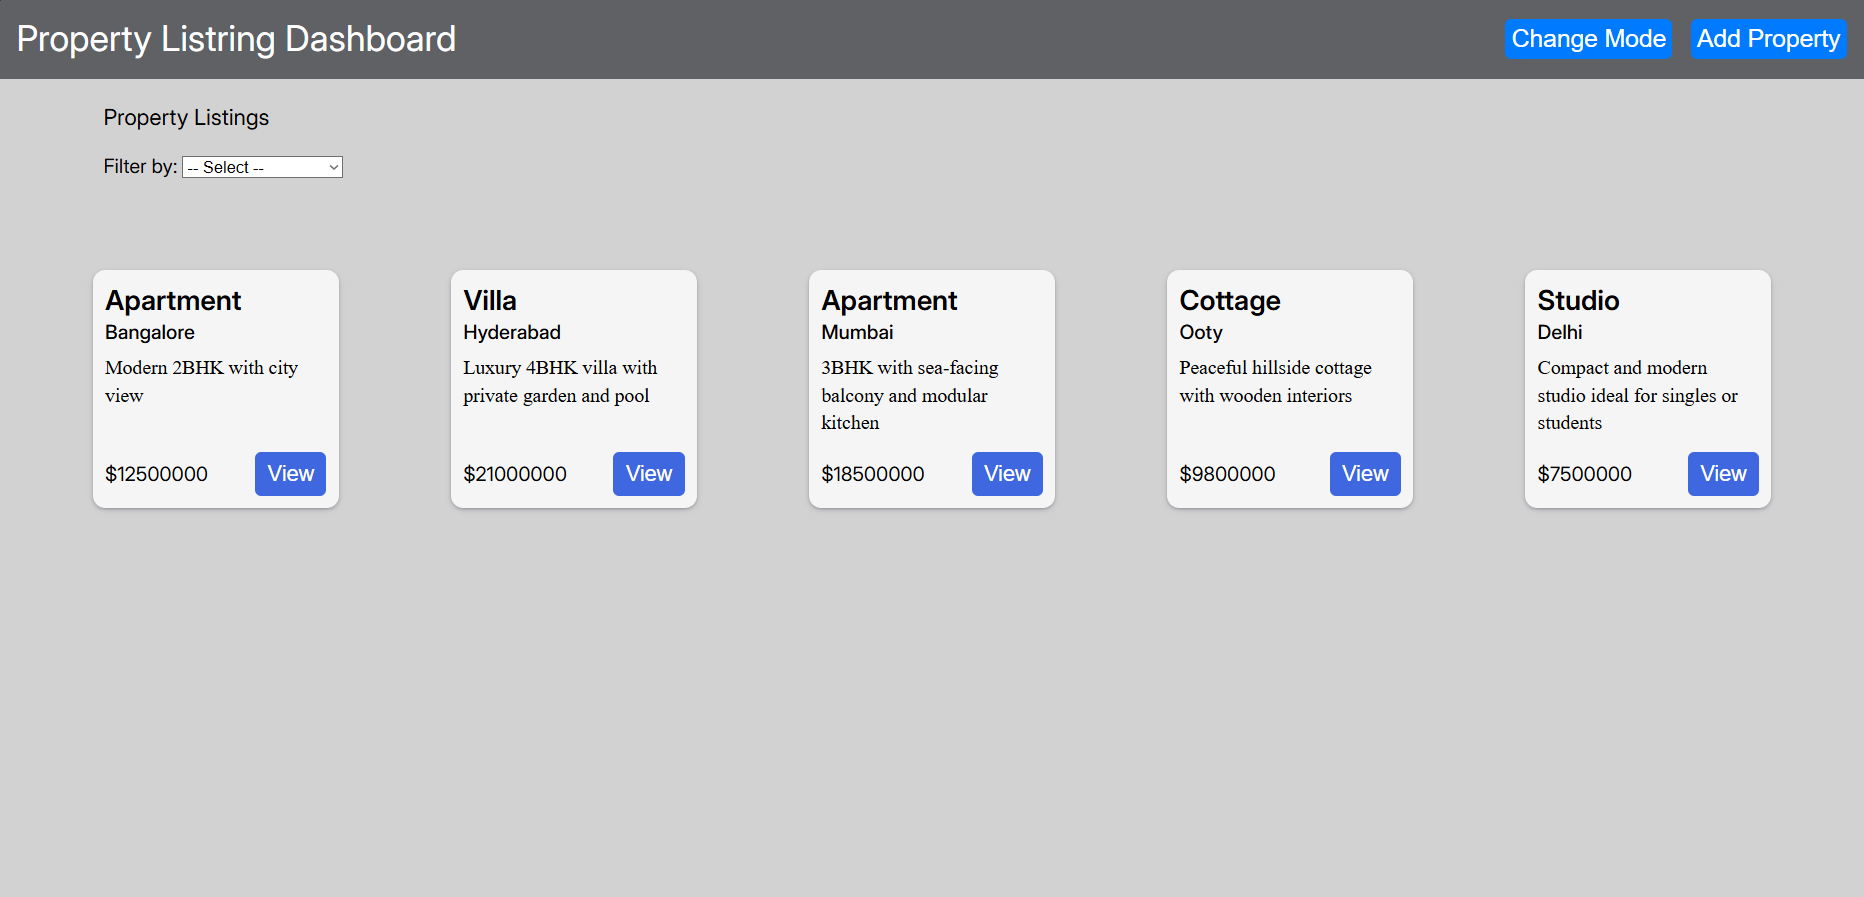 Property Listring Dashboard
Change Mode
Add Property
Property Listings
Filter by: -- Select --
Apartment
Bangalore
Modern 2BHK with city
view
$12500000
View
Villa
Hyderabad
Luxury 4BHK villa with
private garden and pool
$21000000
View
Apartment
Mumbai
3BHK with sea-facing
balcony and modular
kitchen
$18500000
View
Cottage
Ooty
Peaceful hillside cottage
with wooden interiors
$9800000
View
Studio
Delhi
Compact and modern
studio ideal for singles or
students
$7500000
View